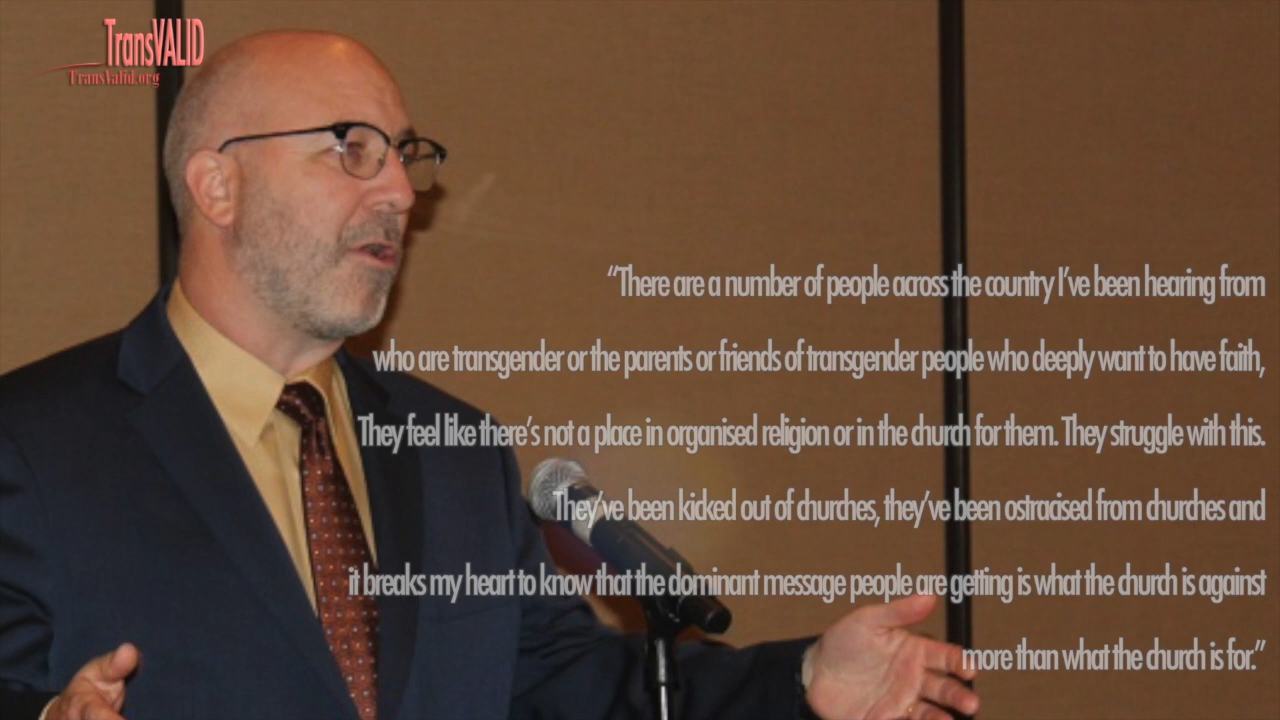 TransVALID
TransValid.org
“There are a number of people across the country I’ve been hearing from
who are transgender or the parents or friends of transgender people who deeply want to have faith,
They feel like there’s not a place in organised religion or in the church for them. They struggle with this.
They’ve been kicked out of churches, they’ve been ostracised from churches and
it breaks my heart to know that the dominant message people are getting is what the church is against
more than what the church is for.”